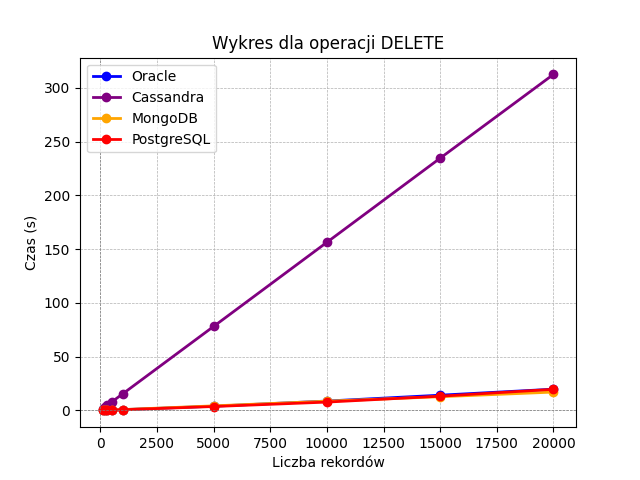 Wykres dla operacji DELETE
Oracle
Cassandra
MongoDB
PostgreSQL
Czas (s)
300
250
200
150
100
50
0
0 2500 5000 7500 10000 12500 15000 17500 20000
Liczba rekordów